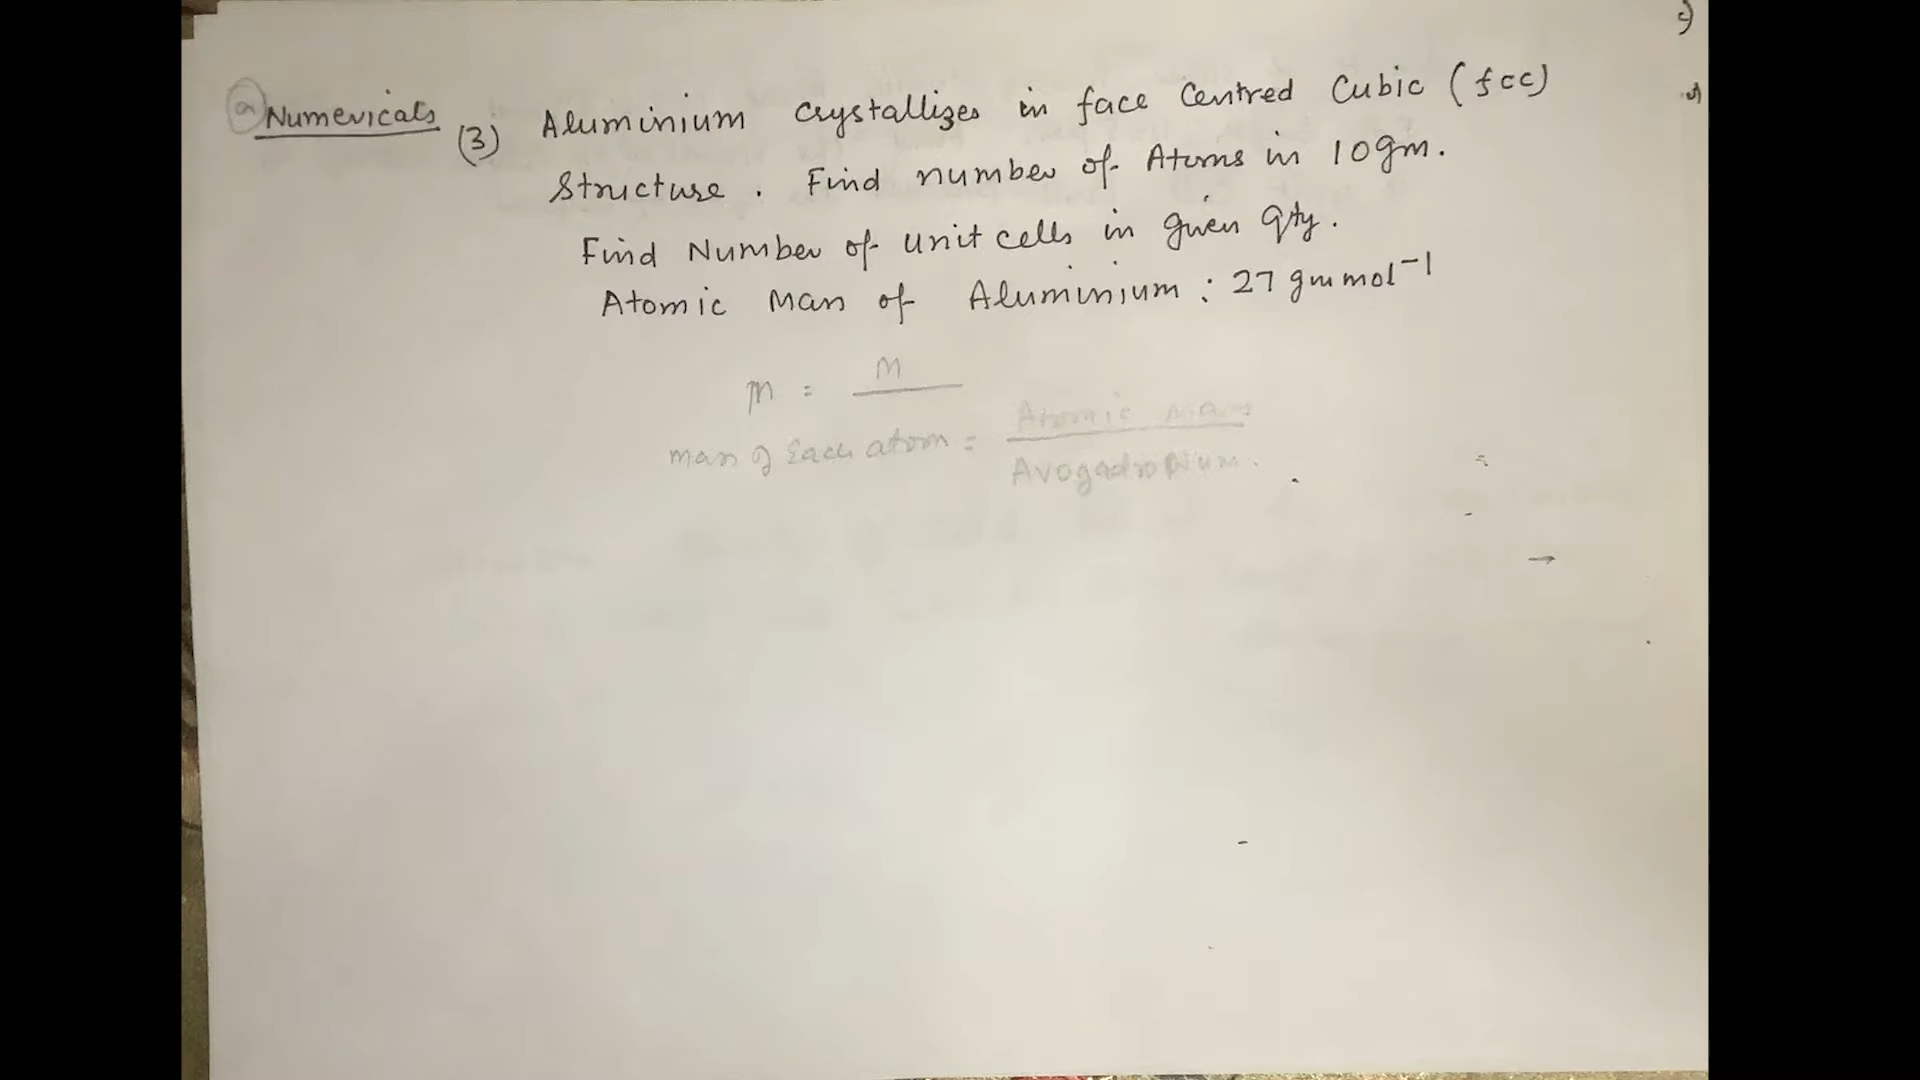 a Numericals
(3) Aluminium crystallizes in face Centred Cubic (fcc)
Structure. Find number of Atoms in 10gm.
Find Number of unit cells in given qty.
Atomic Mass of Aluminium : 27 gm mol⁻¹
m = M
mass of Each atom = Atomic mass
Avogadro Num.